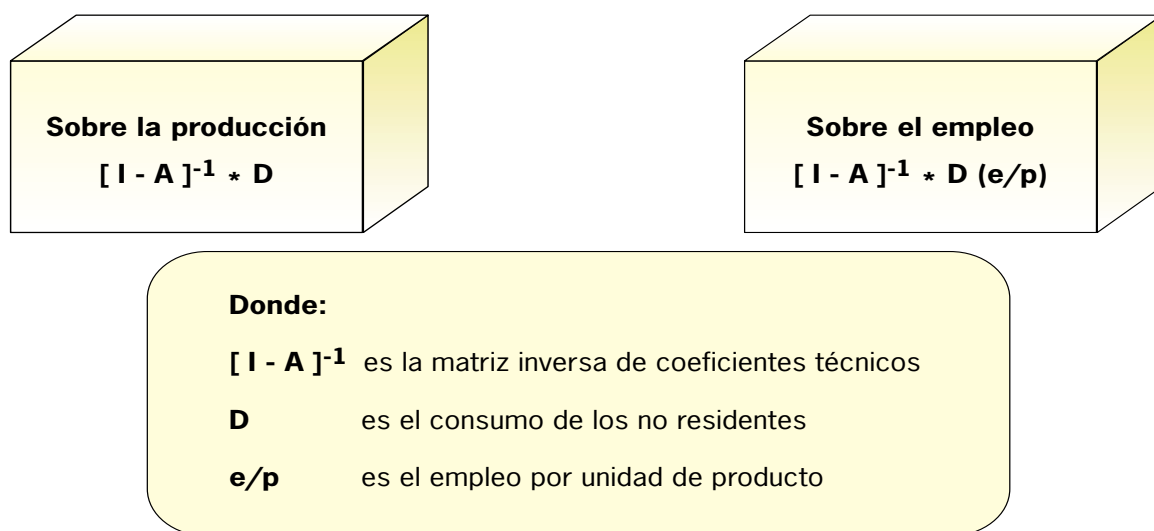 Sobre la producción
[ I - A ]-1 * D
Sobre el empleo
[ I - A ]-1 * D (e/p)
Donde:
[ I - A ]-1 es la matriz inversa de coeficientes técnicos
D es el consumo de los no residentes
e/p es el empleo por unidad de producto